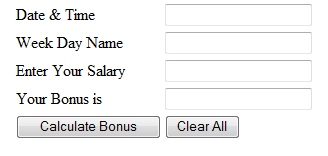 Date & Time
Week Day Name
Enter Your Salary
Your Bonus is
Calculate Bonus Clear All